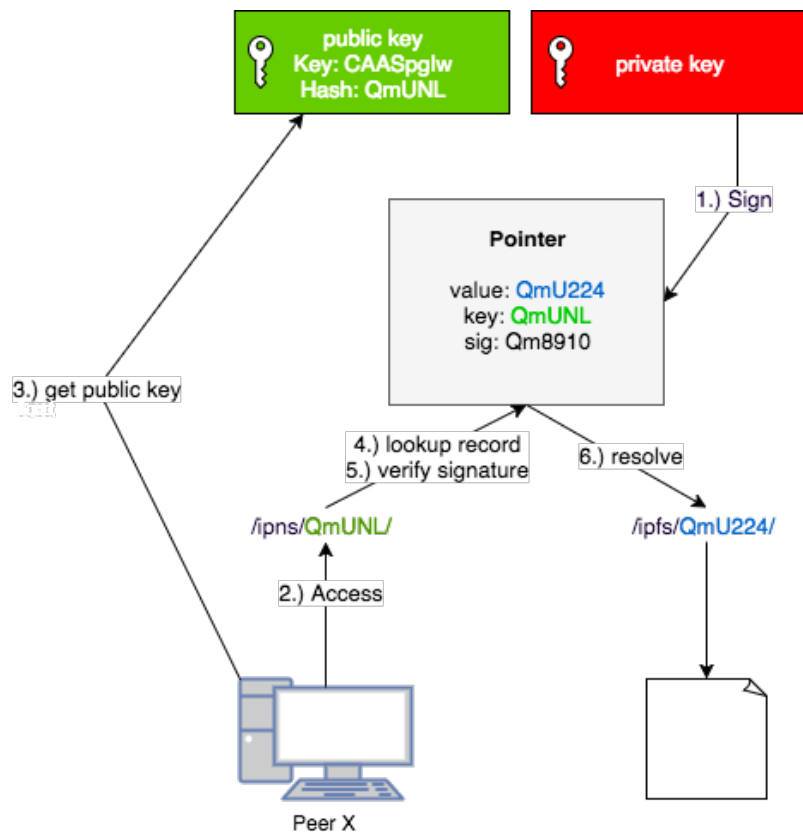 public key
Key: CAASpglw
Hash: QmUNL
private key
1.) Sign
Pointer
value: QmU224
key: QmUNL
sig: Qm8910
3.) get public key
4.) lookup record
5.) verify signature
6.) resolve
/ipns/QmUNL/
/ipfs/QmU224/
2.) Access
Peer X